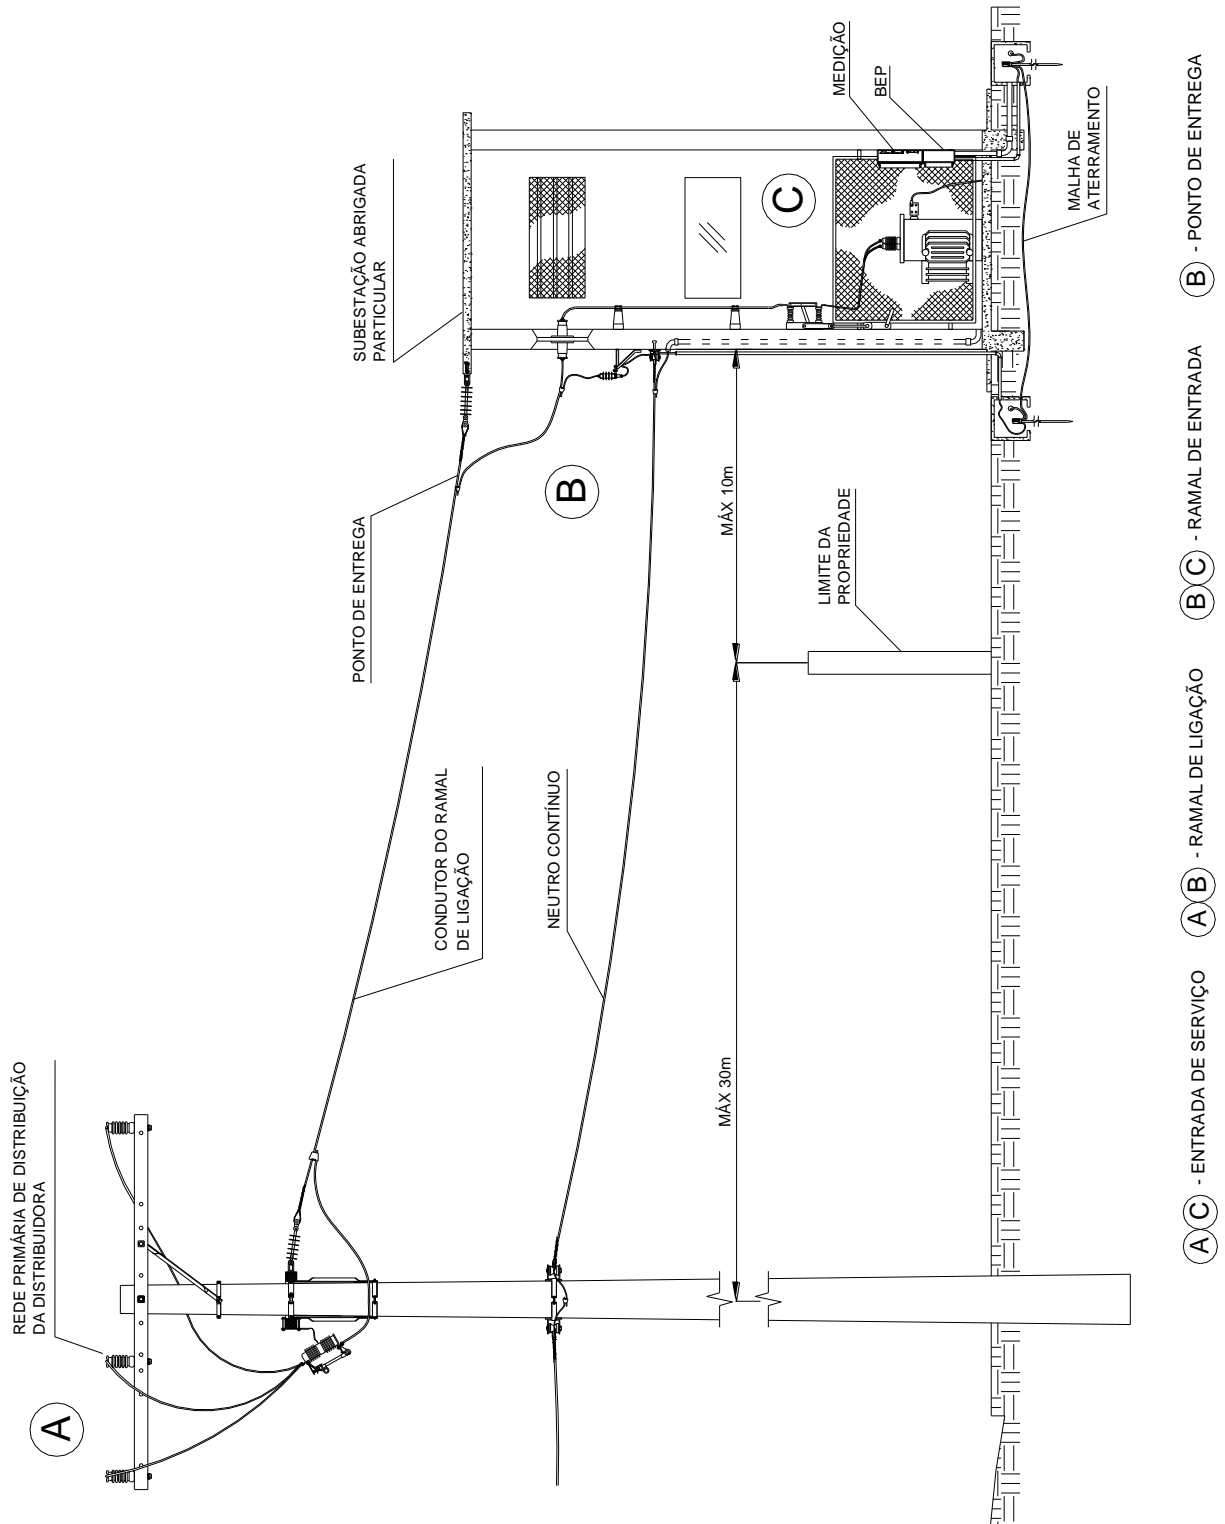 A
REDE PRIMÁRIA DE DISTRIBUIÇÃO
DA DISTRIBUIDORA
CONDUTOR DO RAMAL
DE LIGAÇÃO
NEUTRO CONTÍNUO
PONTO DE ENTREGA
SUBESTAÇÃO ABRIGADA
PARTICULAR
B
C
MEDIÇÃO
BEP
MÁX 30m
MÁX 10m
LIMITE DA
PROPRIEDADE
MALHA DE
ATERRAMENTO
A C - ENTRADA DE SERVIÇO
A B - RAMAL DE LIGAÇÃO
B C - RAMAL DE ENTRADA
B - PONTO DE ENTREGA